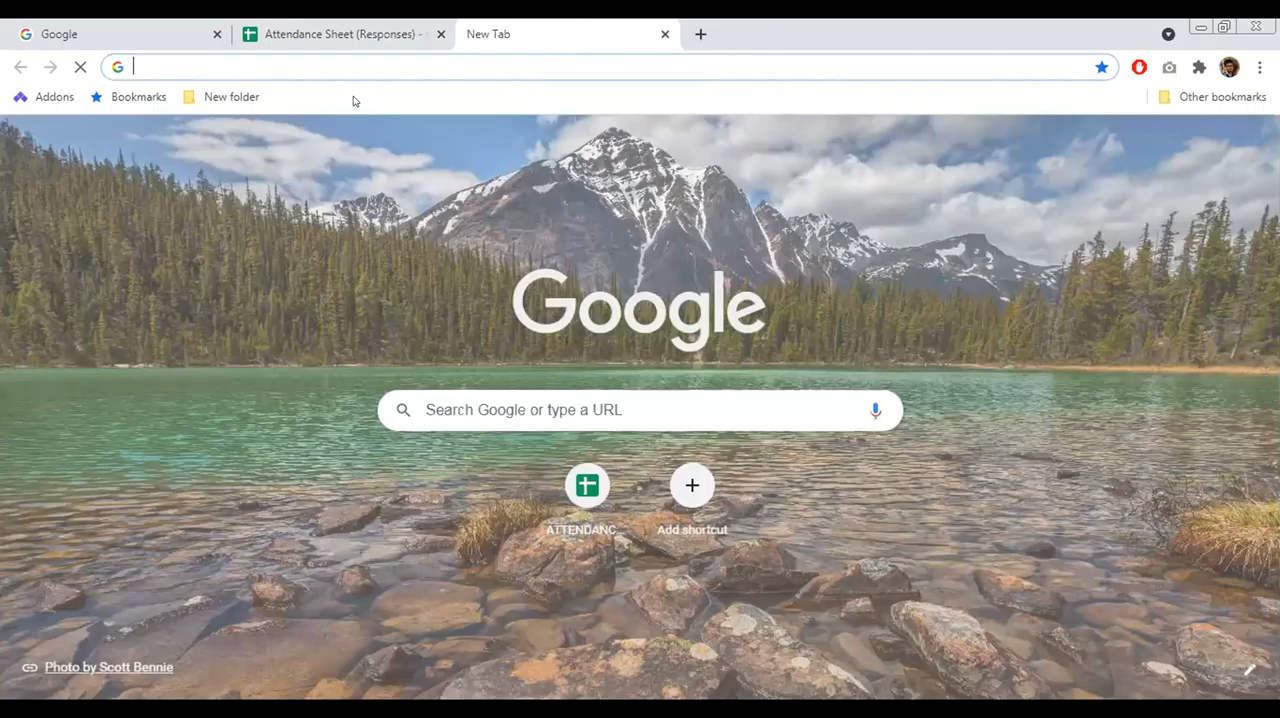 Google
Attendance Sheet (Responses) -
New Tab
Addons
Bookmarks
New folder
Other bookmarks
Google
Search Google or type a URL
ATTENDANC
Add shortcut
Photo by Scott Bennie